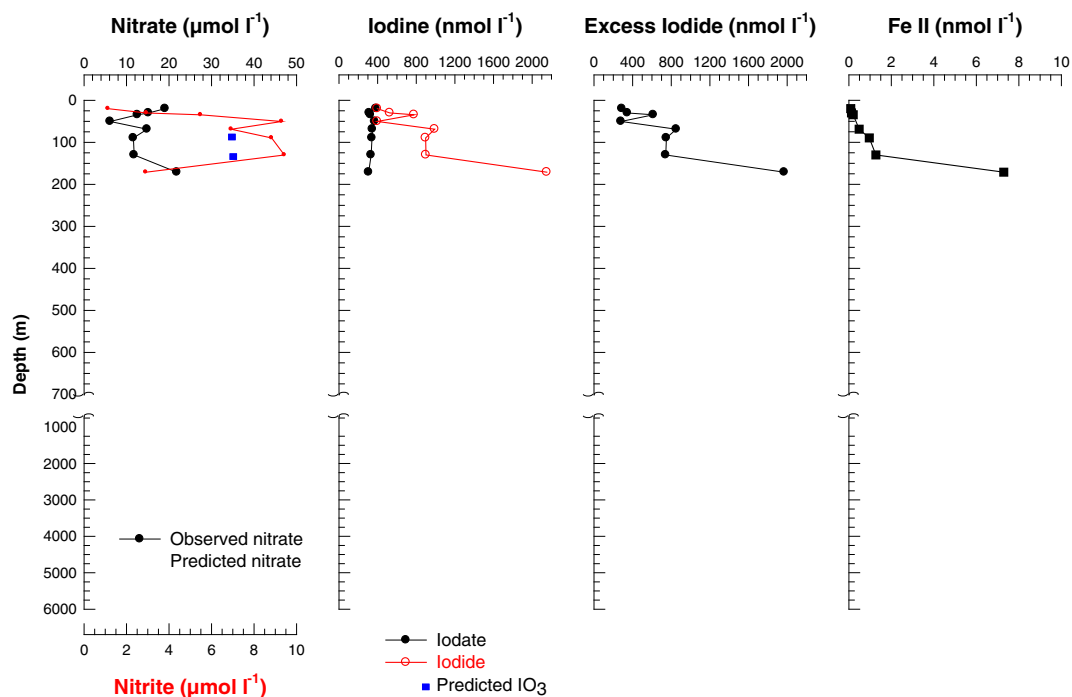 Nitrate (µmol l-1)
Iodine (nmol l-1)
Excess Iodide (nmol l-1)
Fe II (nmol l-1)
0 10 20 30 40 50
0 400 800 1200 1600 2000
0 400 800 1200 1600 2000
0 2 4 6 8 10
0
100
200
300
400
500
600
700
1000
2000
3000
4000
5000
6000
Depth (m)
Observed nitrate
Predicted nitrate
0 2 4 6 8 10
Nitrite (µmol l-1)
Iodate
Iodide
Predicted IO3